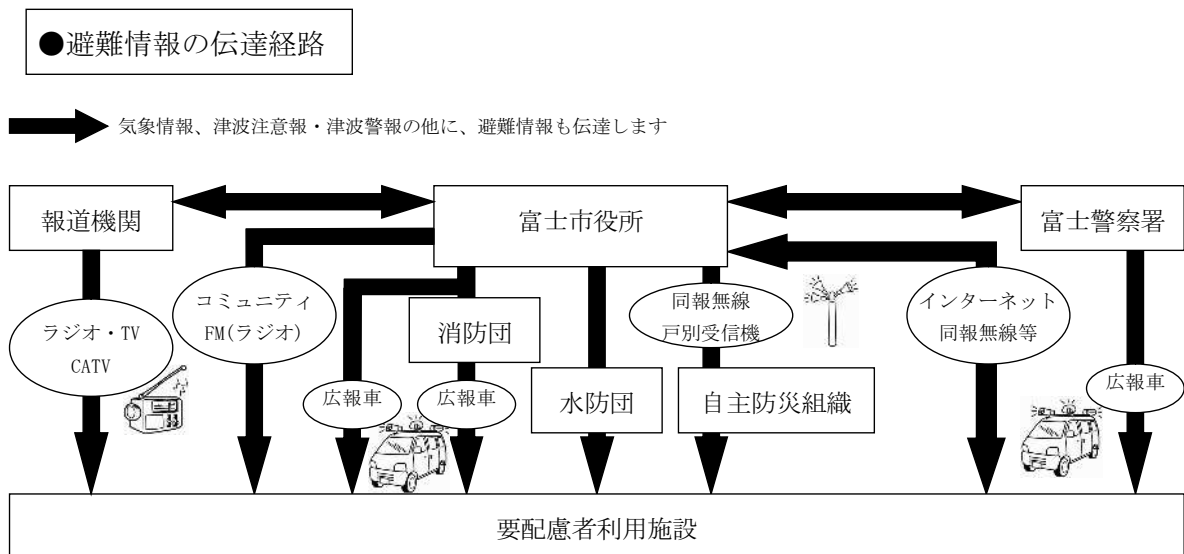 ●避難情報の伝達経路
気象情報、津波注意報・津波警報の他に、避難情報も伝達します
報道機関
富士市役所
富士警察署
ラジオ・TV
CATV
コミュニティ
FM(ラジオ)
消防団
同報無線
戸別受信機
インターネット
同報無線等
広報車
広報車
水防団
自主防災組織
広報車
要配慮者利用施設